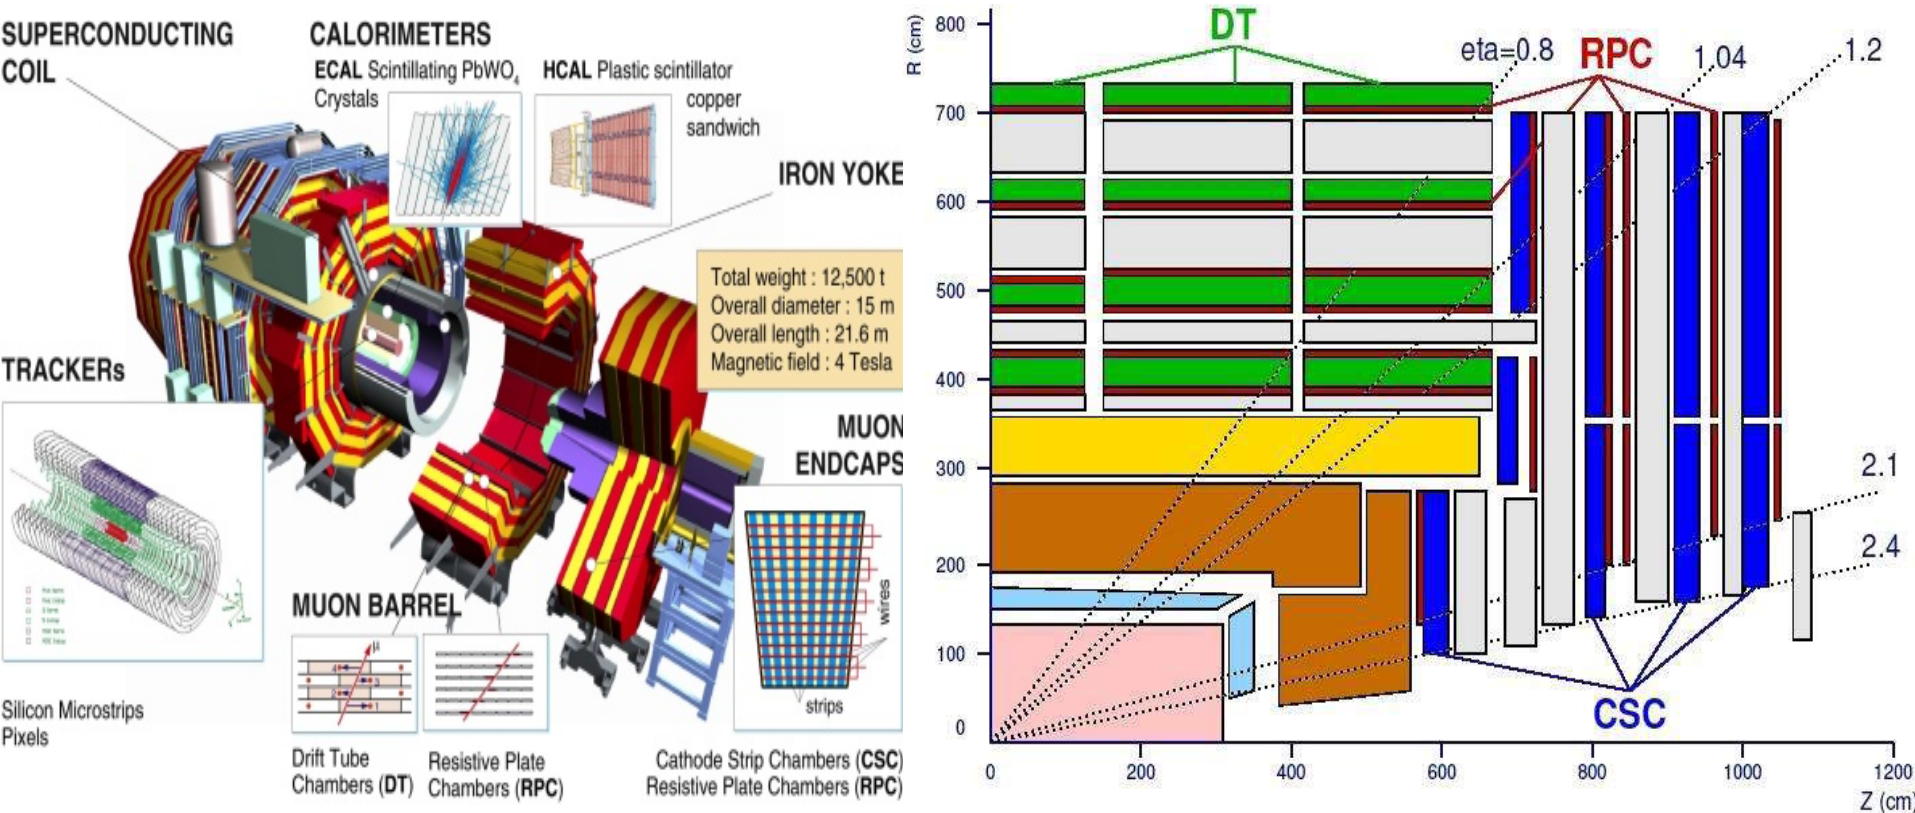 SUPERCONDUCTING
COIL
CALORIMETERS
ECAL Scintillating PbWO4
Crystals
HCAL Plastic scintillator
copper
sandwich
IRON YOKE
Total weight : 12,500 t
Overall diameter : 15 m
Overall length : 21.6 m
Magnetic field : 4 Tesla
TRACKERs
MUON
ENDCAPS
MUON BARREL
wires
strips
μ
4
3
2
1
Silicon Microstrips
Pixels
Drift Tube
Chambers (DT)
Resistive Plate
Chambers (RPC)
Cathode Strip Chambers (CSC)
Resistive Plate Chambers (RPC)
R (cm)
800
700
600
500
400
300
200
100
0
DT
eta=0.8
RPC
1.04
1.2
2.1
2.4
CSC
0
200
400
600
800
1000
1200
Z (cm)